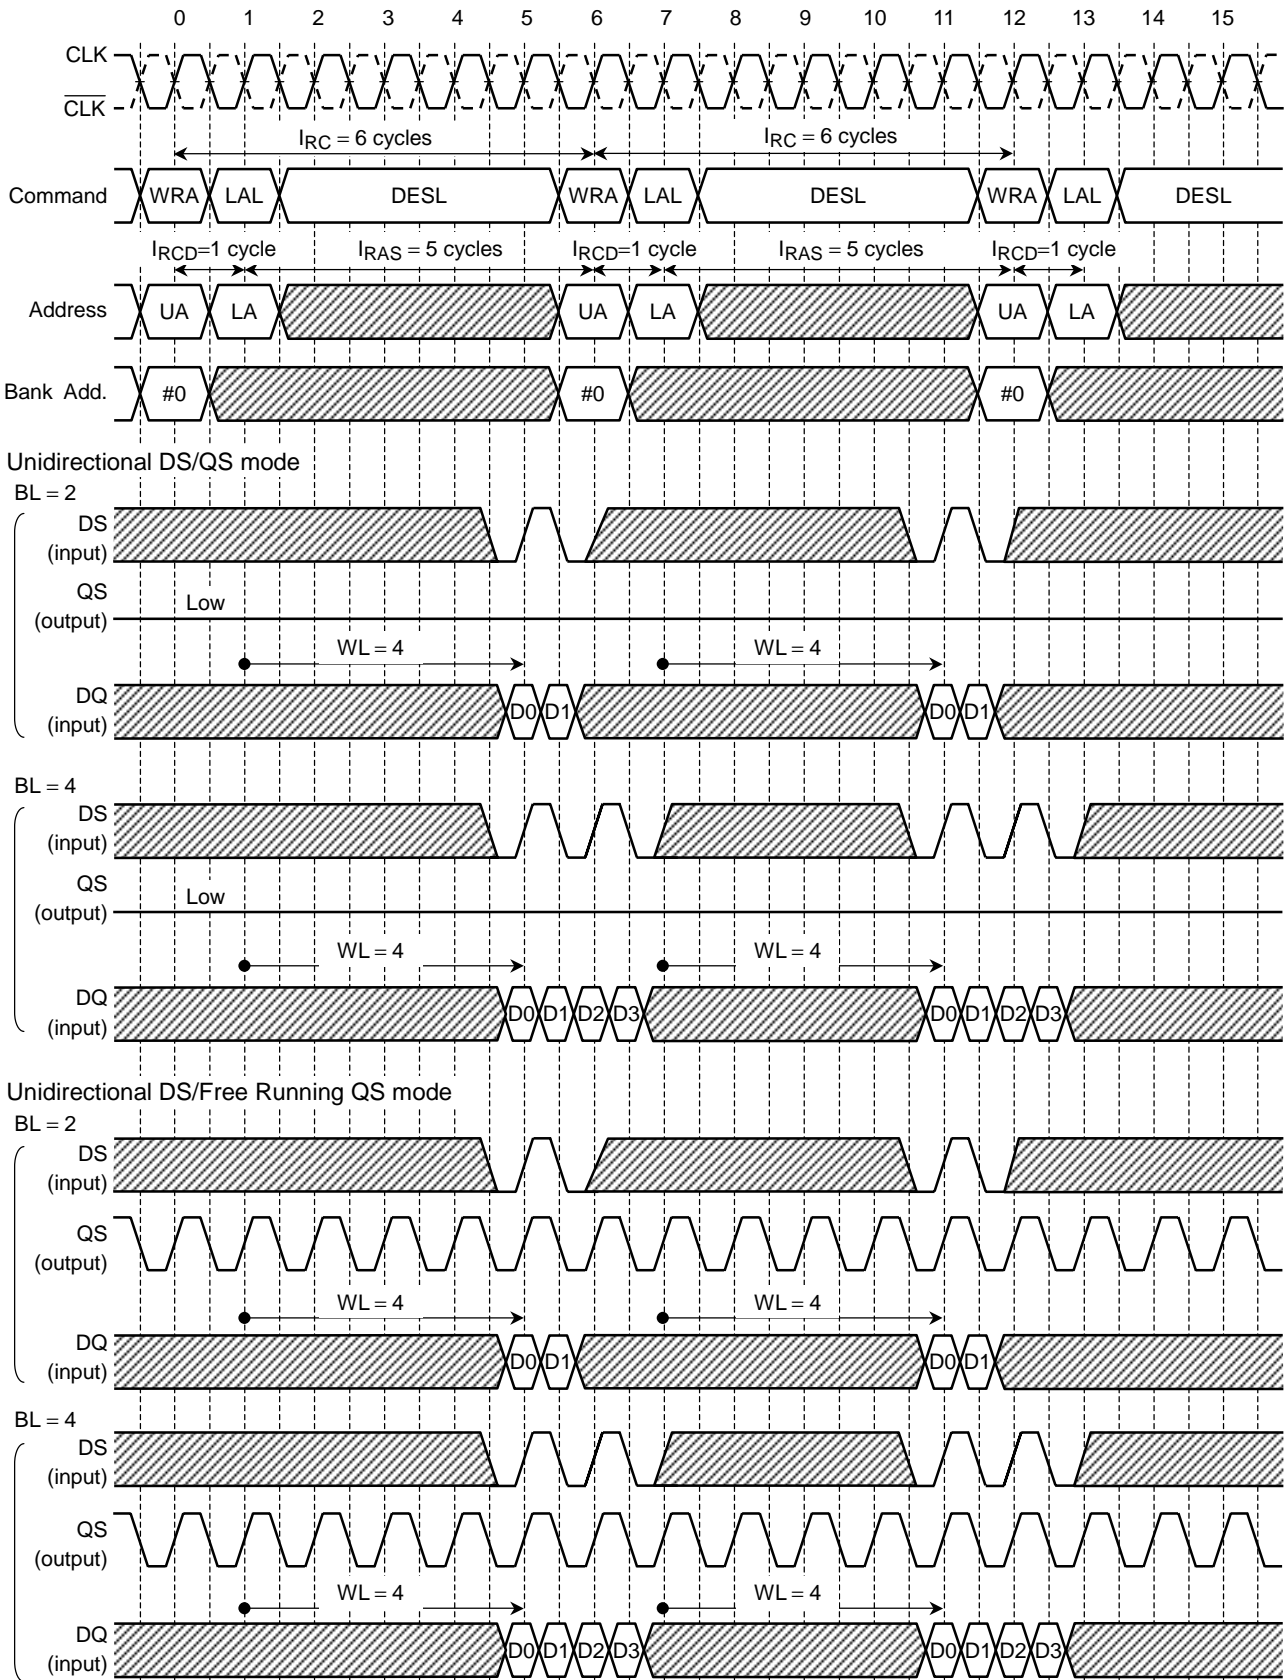 0 1 2 3 4 5 6 7 8 9 10 11 12 13 14 15
CLK
CLK
IRC = 6 cycles IRC = 6 cycles
Command WRA LAL DESL WRA LAL DESL WRA LAL DESL
IRCD=1 cycle IRAS = 5 cycles IRCD=1 cycle IRAS = 5 cycles IRCD=1 cycle
Address UA LA UA LA UA LA
Bank Add. #0 #0 #0
Unidirectional DS/QS mode
BL = 2
DS
(input)
QS
(output)
Low
WL = 4 WL = 4
DQ
(input)
D0 D1 D0 D1
BL = 4
DS
(input)
QS
(output)
Low
WL = 4 WL = 4
DQ
(input)
D0 D1 D2 D3 D0 D1 D2 D3
Unidirectional DS/Free Running QS mode
BL = 2
DS
(input)
QS
(output)
WL = 4 WL = 4
DQ
(input)
D0 D1 D0 D1
BL = 4
DS
(input)
QS
(output)
WL = 4 WL = 4
DQ
(input)
D0 D1 D2 D3 D0 D1 D2 D3